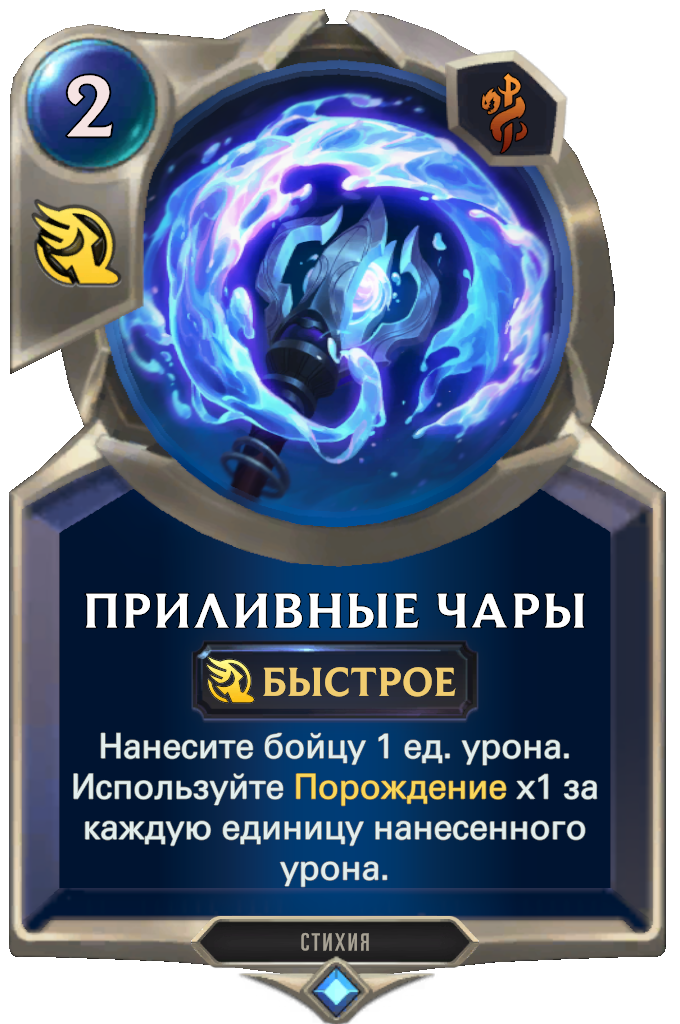 2
ПРИЛИВНЫЕ ЧАРЫ
БЫСТРОЕ
Нанесите бойцу 1 ед. урона.
Используйте Порождение x1 за
каждую единицу нанесенного
урона.
СТИХИЯ